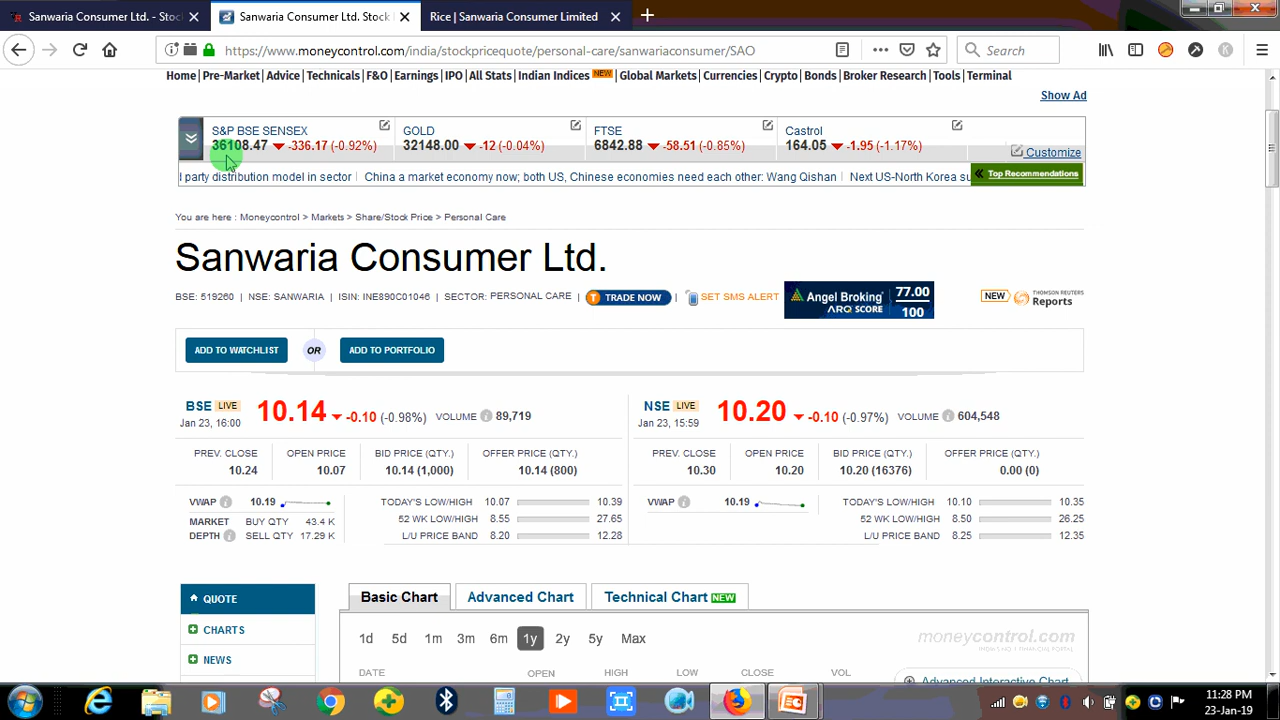 Sanwaria Consumer Ltd. - Stock
Sanwaria Consumer Ltd. Stock
Rice | Sanwaria Consumer Limited
https://www.moneycontrol.com/india/stockpricequote/personal-care/sanwariaconsumer/SAO
Search
Home | Pre-Market | Advice | Technicals | F&O | Earnings | IPO | All Stats | Indian Indices NEW | Global Markets | Currencies | Crypto | Bonds | Broker Research | Tools | Terminal
Show Ad
S&P BSE SENSEX GOLD FTSE Castrol
36108.47 -336.17 (-0.92%) 32148.00 -12 (-0.04%) 6842.88 -58.51 (-0.85%) 164.05 -1.95 (-1.17%)
Customize
l party distribution model in sector | China a market economy now; both US, Chinese economies need each other: Wang Qishan | Next US-North Korea su
« Top Recommendations
You are here : Moneycontrol > Markets > Share/Stock Price > Personal Care
Sanwaria Consumer Ltd.
BSE: 519260 | NSE: SANWARIA | ISIN: INE890C01046 | SECTOR: PERSONAL CARE | T TRADE NOW | SET SMS ALERT
Angel Broking ARQ SCORE 77.00 100
NEW THOMSON REUTERS Reports
ADD TO WATCHLIST OR ADD TO PORTFOLIO
BSE LIVE 10.14 -0.10 (-0.98%) VOLUME 89,719
Jan 23, 16:00
PREV. CLOSE OPEN PRICE BID PRICE (QTY.) OFFER PRICE (QTY.)
10.24 10.07 10.14 (1,000) 10.14 (800)
VWAP 10.19 TODAY'S LOW/HIGH 10.07 10.39
MARKET DEPTH BUY QTY 43.4 K 52 WK LOW/HIGH 8.55 27.65
SELL QTY 17.29 K L/U PRICE BAND 8.20 12.28
NSE LIVE 10.20 -0.10 (-0.97%) VOLUME 604,548
Jan 23, 15:59
PREV. CLOSE OPEN PRICE BID PRICE (QTY.) OFFER PRICE (QTY.)
10.30 10.20 10.20 (16376) 0.00 (0)
VWAP 10.19 TODAY'S LOW/HIGH 10.10 10.35
52 WK LOW/HIGH 8.50 26.25
L/U PRICE BAND 8.25 12.35
QUOTE
CHARTS
NEWS
Basic Chart Advanced Chart Technical Chart NEW
1d 5d 1m 3m 6m 1y 2y 5y Max
moneycontrol.com
DATE OPEN HIGH LOW CLOSE VOL
Advanced Interactive Chart
11:28 PM
23-Jan-19